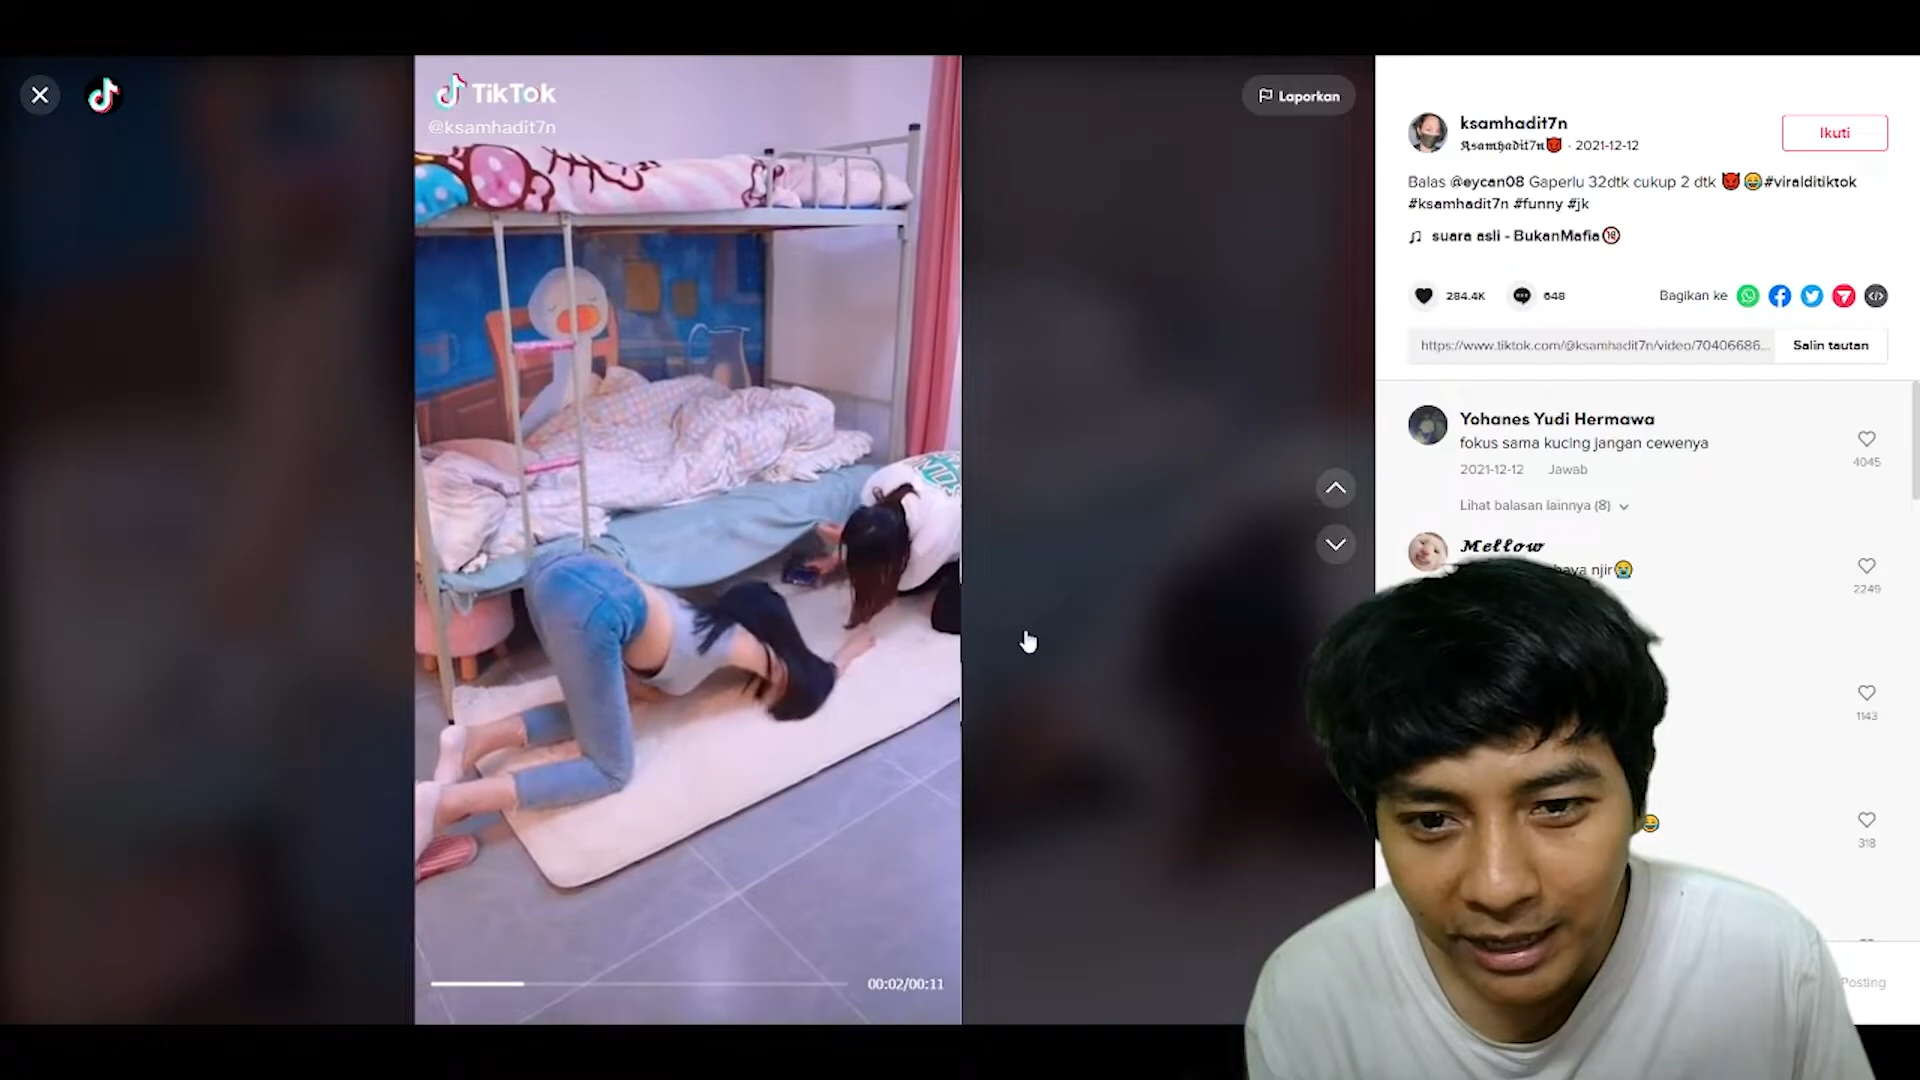 TikTok
@ksamhadit7n
Laporkan
00:02/00:11
ksamhadit7n
Ksamhadit7n😈 · 2021-12-12
Ikuti
Balas @eycan08 Gaperlu 32dtk cukup 2 dtk 😈😂#viralditiktok
#ksamhadit7n #funny #jk
suara asli - BukanMafia🔞
284.4K
648
Bagikan ke
https://www.tiktok.com/@ksamhadit7n/video/70406686...
Salin tautan
Yohanes Yudi Hermawa
fokus sama kucing jangan cewenya
4045
2021-12-12 Jawab
Lihat balasan lainnya (8)
Mellow
njir😭
2249
1143
318
Posting